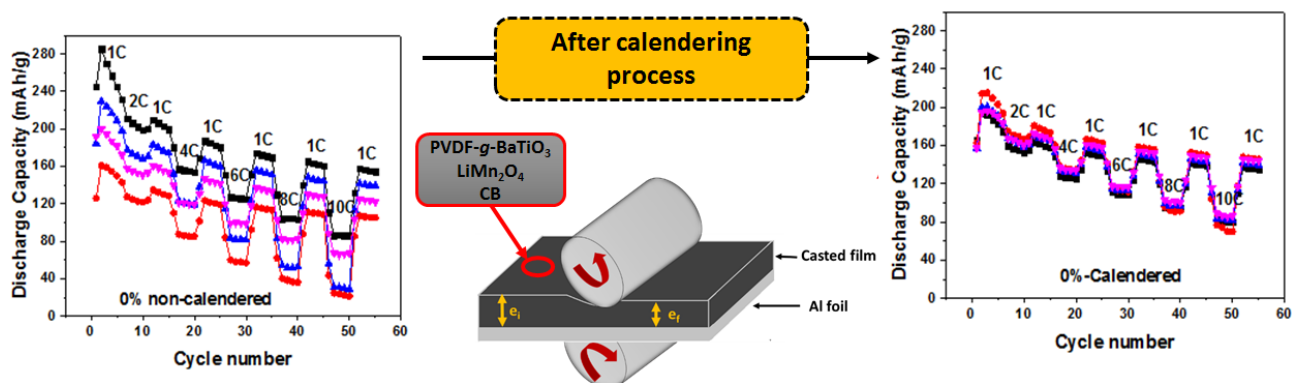 Discharge Capacity (mAh/g)
280
240
200
160
120
80
40
0
1C
2C
1C
4C
1C
6C
1C
8C
1C
10C
1C
0% non-calendered
0 10 20 30 40 50 60
Cycle number
After calendering
process
PVDF-g-BaTiO₃
LiMn₂O₄
CB
Casted film
Al foil
eᵢ
e_f
Discharge Capacity (mAh/g)
280
240
200
160
120
80
40
0
1C
2C
1C
4C
1C
6C
1C
8C
1C
10C
1C
0%-Calendered
0 10 20 30 40 50 60
Cycle number